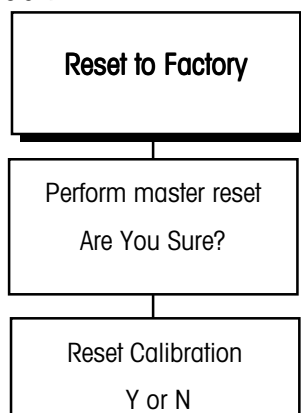 Reset to Factory
Perform master reset
Are You Sure?
Reset Calibration
Y or N